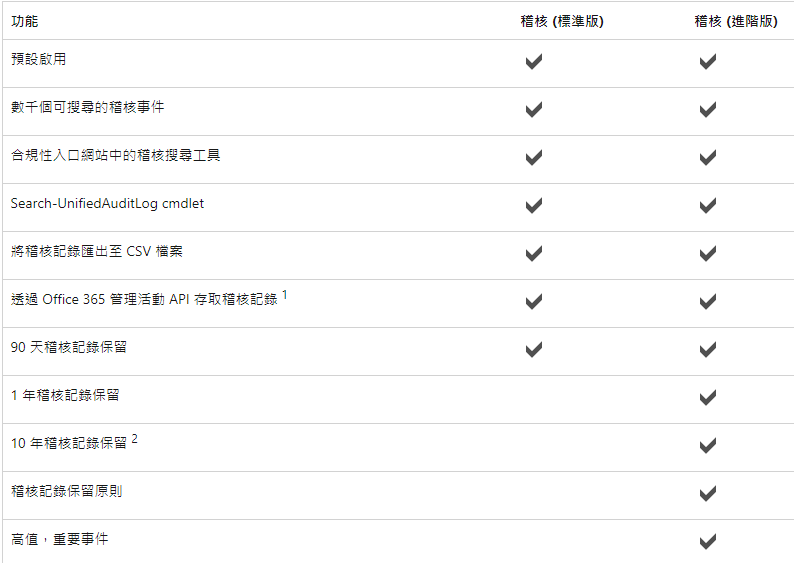 功能 稽核 (標準版) 稽核 (進階版)
預設啟用
數千個可搜尋的稽核事件
合規性入口網站中的稽核搜尋工具
Search-UnifiedAuditLog cmdlet
將稽核記錄匯出至 CSV 檔案
透過 Office 365 管理活動 API 存取稽核記錄 1
90 天稽核記錄保留
1 年稽核記錄保留
10 年稽核記錄保留 2
稽核記錄保留原則
高值，重要事件